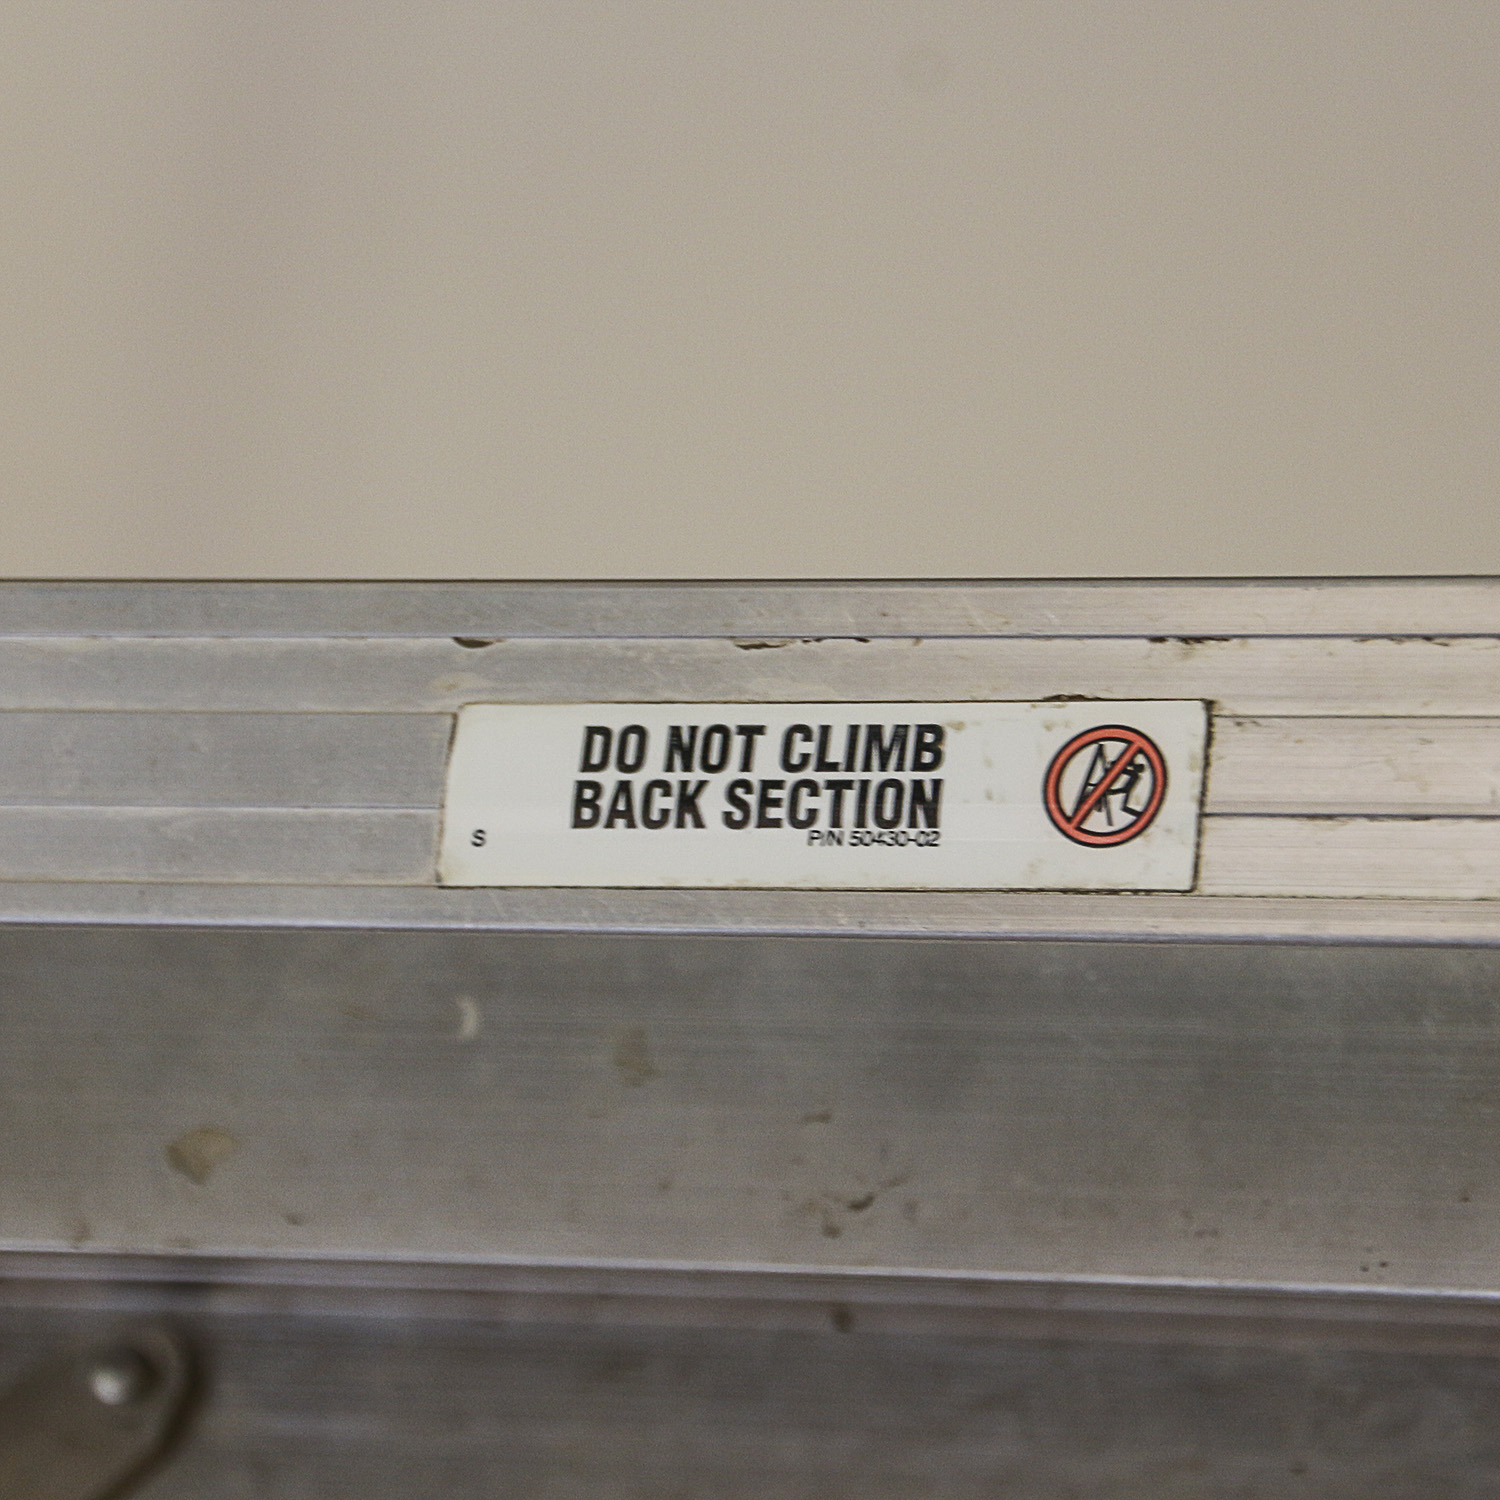 DO NOT CLIMB
BACK SECTION
P/N 50430-02
S